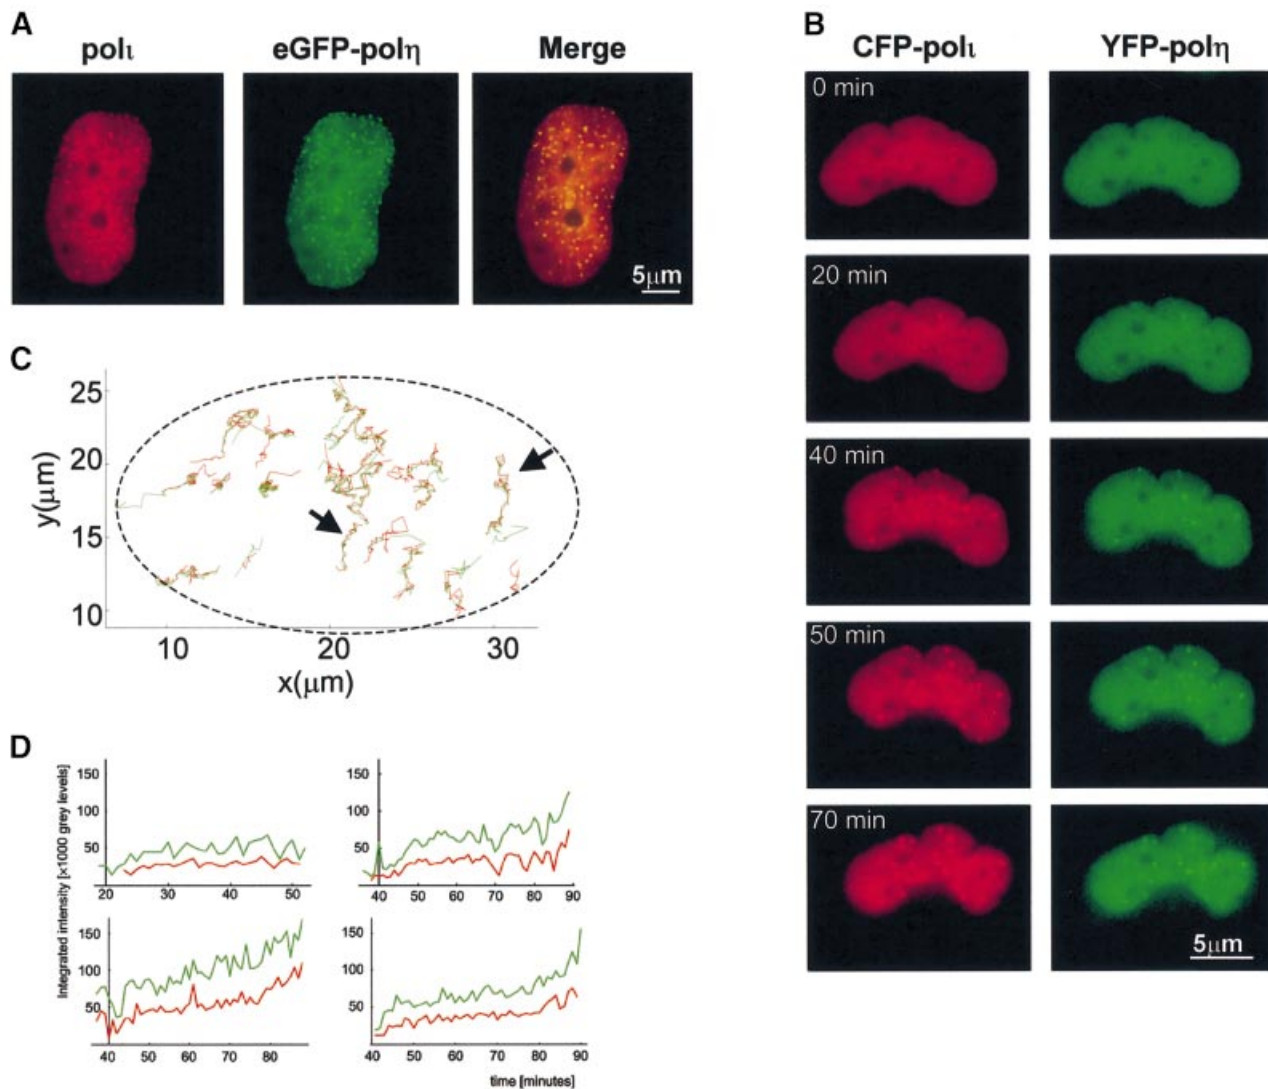 A
polι
eGFP-polη
Merge
5μm
B
CFP-polι
YFP-polη
0 min
20 min
40 min
50 min
70 min
5μm
C
y(μm)
25
20
15
10
10
20
30
x(μm)
D
Integrated intensity [x1000 grey levels]
150
100
50
20
30
40
50
150
100
50
40
50
60
70
80
90
150
100
50
40
50
60
70
80
150
100
50
40
50
60
70
80
90
time [minutes]